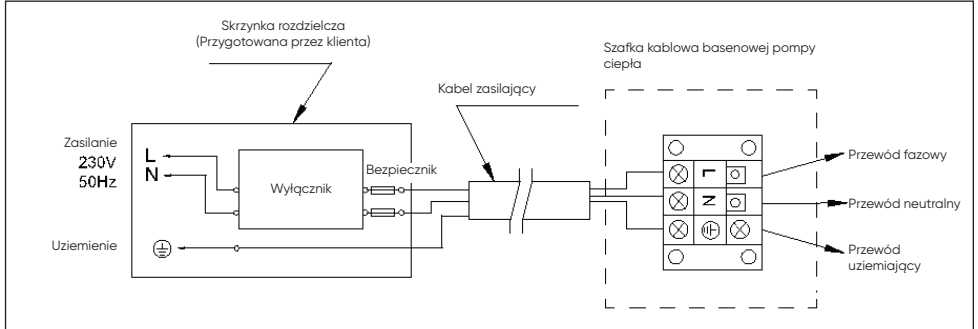 Skrzynka rozdzielcza
(Przygotowana przez klienta)
Szafka kablowa basenowej pompy
ciepła
Kabel zasilający
Zasilanie
230V
50Hz
L
N
Wyłącznik
Bezpiecznik
Uziemienie
L
N
Przewód fazowy
Przewód neutralny
Przewód
uziemiający